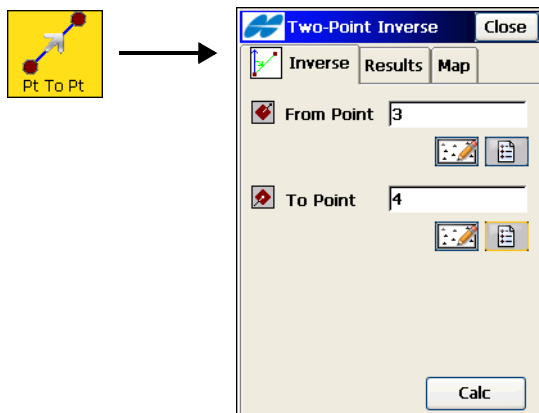 Pt To Pt
Two-Point Inverse Close
Inverse Results Map
From Point 3
To Point 4
Calc